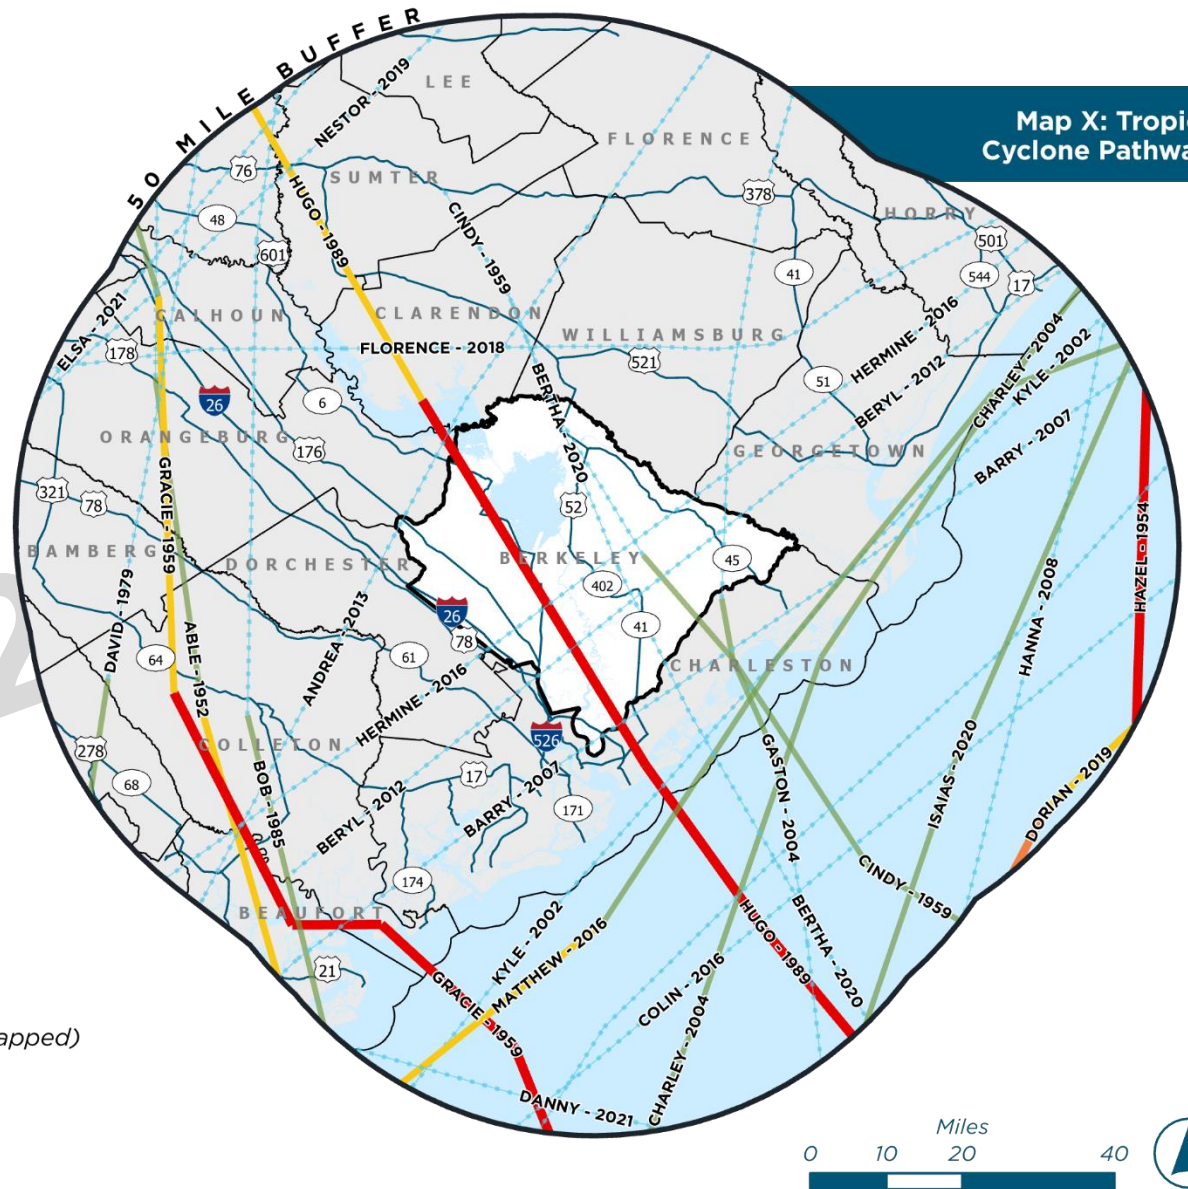 50 MILE BUFFER
Map X: Tropi
Cyclone Pathwa
LEE
NESTOR - 2019
FLORENCE
76
SUMTER
378
HUGO - 1989
CINDY - 1959
HORRY
48
601
501
41
544
17
ELSA - 2021
CALHOUN
CLARENDON
WILLIAMSBURG
HERMINE - 2016
CHARLEY - 2004
178
FLORENCE - 2018
521
KYLE - 2002
26
6
51
BERYL - 2012
BERTHA - 2020
ORANGEBURG
176
GEORGETOWN
BARRY - 2007
321
78
GRACIE - 1959
52
HAZEL - 1954
BAMBERG
DORCHESTER
BERKELEY
45
DAVID - 1979
402
HANNA - 2008
26
78
ANDREA - 2013
41
64
ABLE - 1952
61
CHARLESTON
HERMINE - 2016
278
COLLETON
526
68
BOB - 1985
17
GASTON - 2004
ISAIAS - 2020
DORIAN - 2019
BERYL - 2012
BARRY - 2007
171
174
CINDY - 1959
BEAUFORT
KYLE - 2002
HUGO - 1989
BERTHA - 2020
21
MATTHEW - 2016
COLIN - 2016
GRACIE - 1959
apped)
CHARLEY - 2004
DANNY - 2021
Miles
0 10 20 40
2